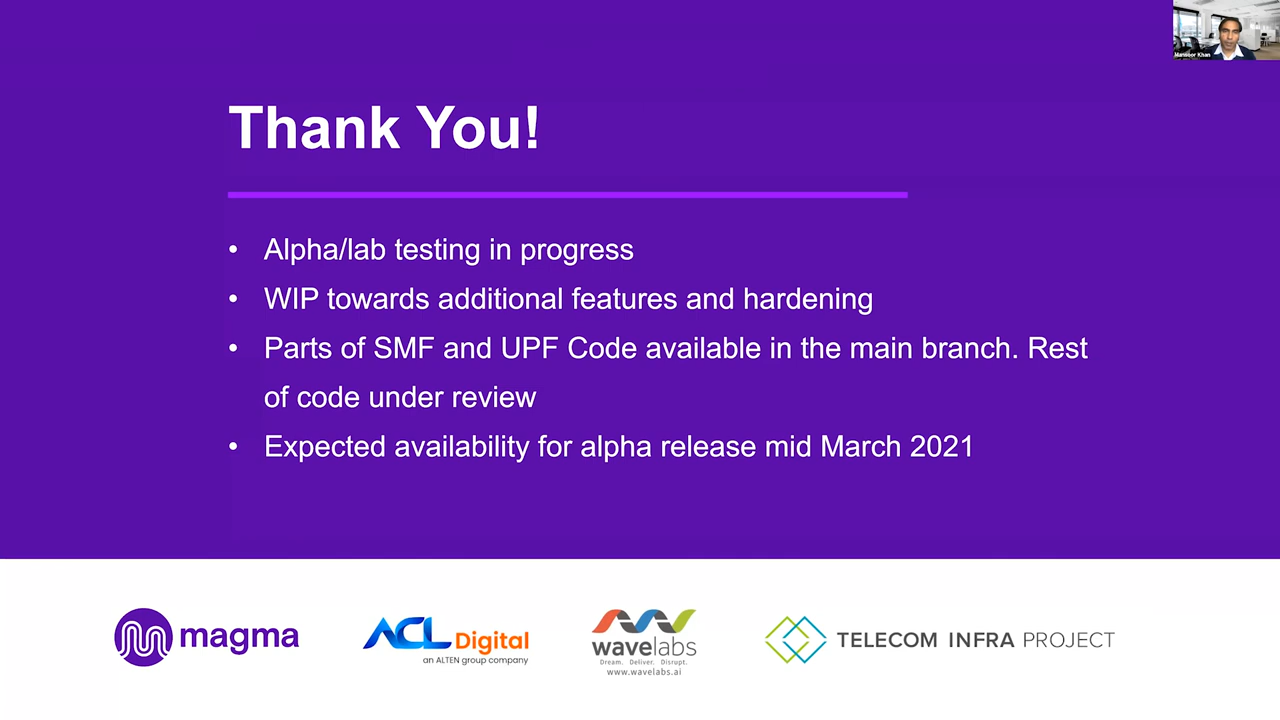 Mansoor Khan
Thank You!
• Alpha/lab testing in progress
• WIP towards additional features and hardening
• Parts of SMF and UPF Code available in the main branch. Rest
of code under review
• Expected availability for alpha release mid March 2021
magma
ACL Digital
an ALTEN group company
wavelabs
Dream. Deliver. Disrupt.
www.wavelabs.ai
TELECOM INFRA PROJECT